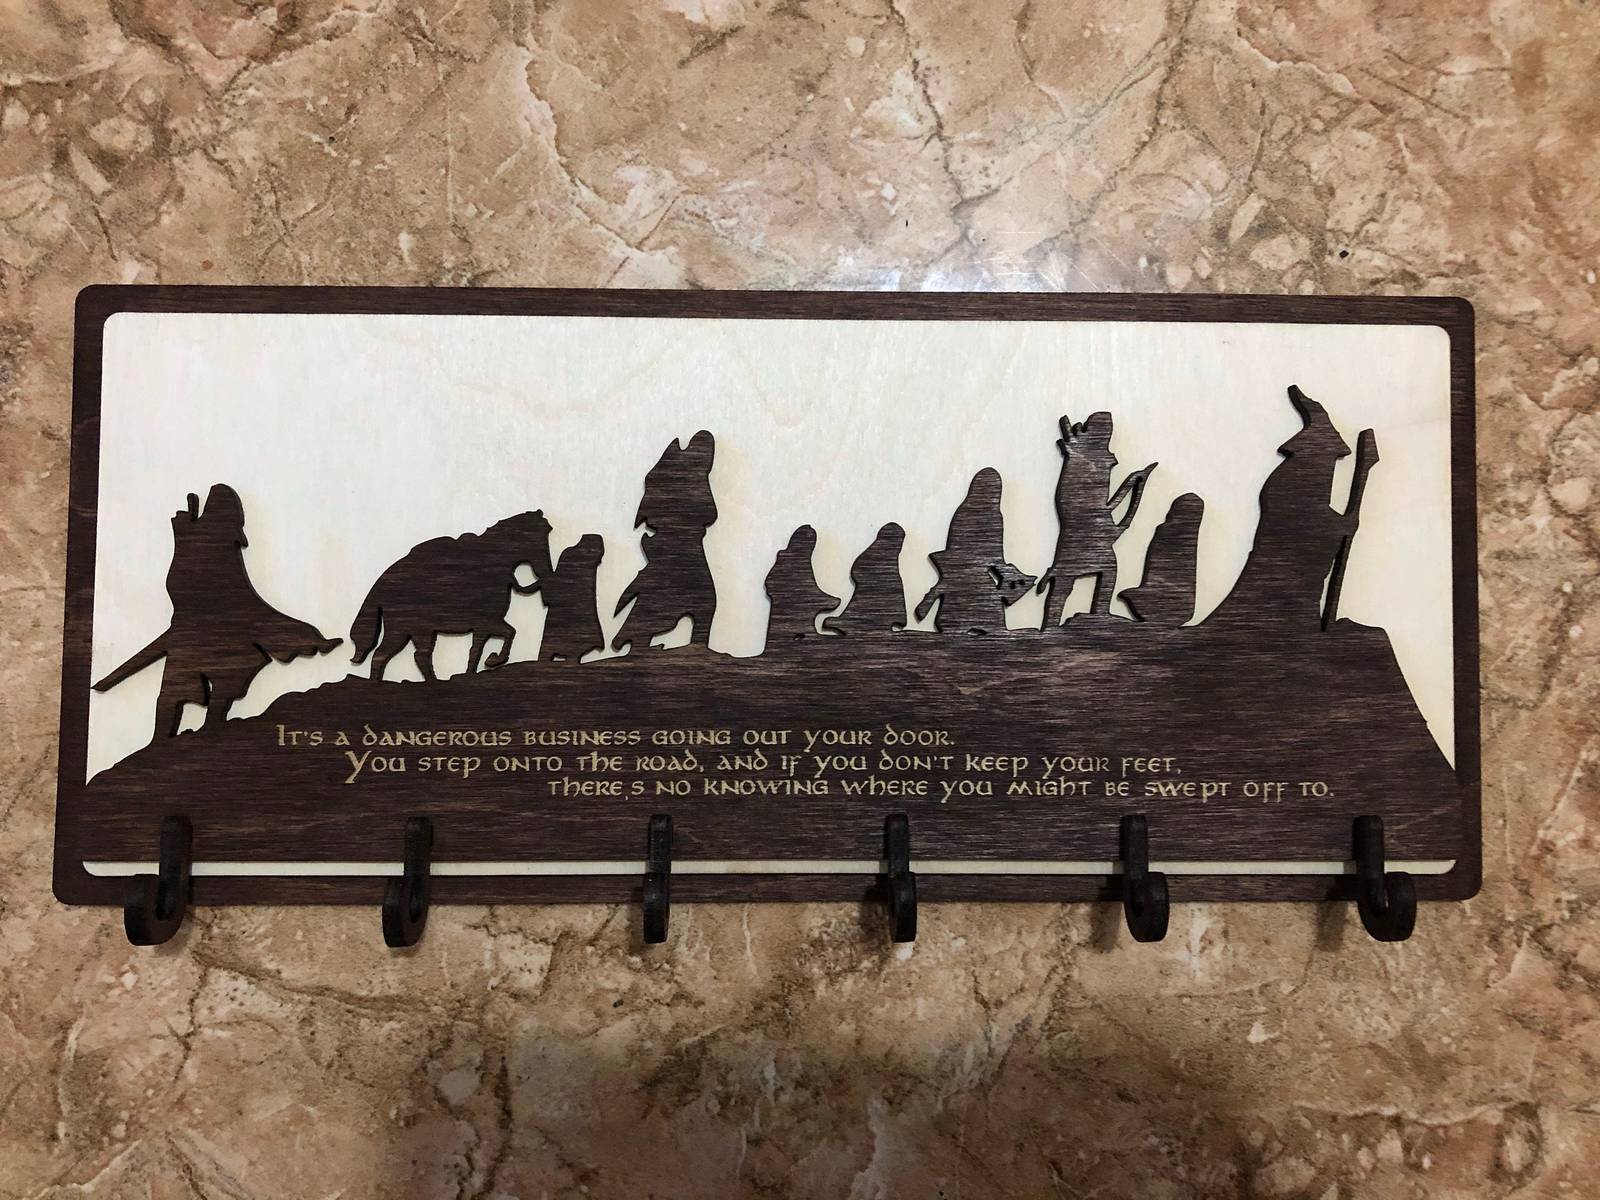 It's a dangerous business going out your door.
You step onto the road, and if you don't keep your feet,
there,s no knowing where you might be swept off to.